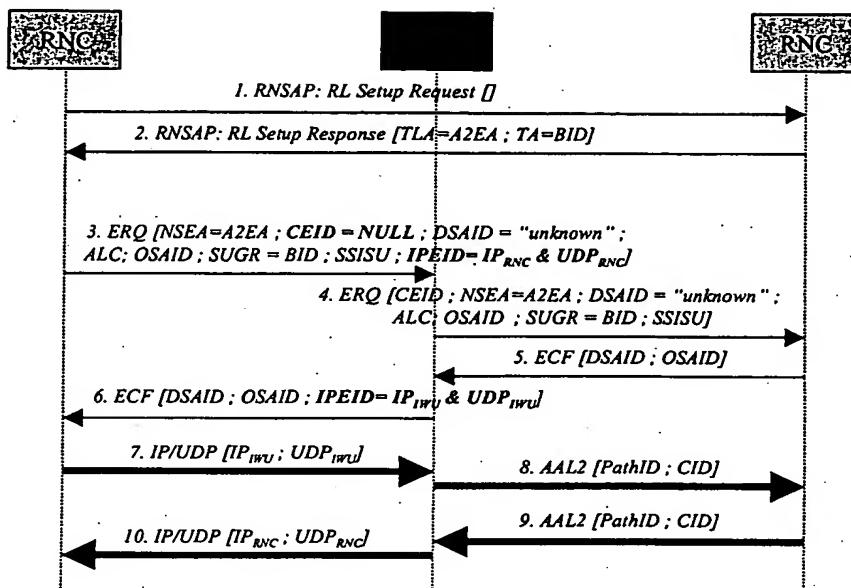 RNC
RNC
1. RNSAP: RL Setup Request []
2. RNSAP: RL Setup Response [TLA=A2EA ; TA=BID]
3. ERQ [NSEA=A2EA ; CEID = NULL ; DSAID = "unknown" ;
ALC; OSAID ; SUGR = BID ; SSISU ; IPEID= IP_RNC & UDP_RNC]
4. ERQ [CEID ; NSEA=A2EA ; DSAID = "unknown" ;
ALC; OSAID ; SUGR = BID ; SSISU]
5. ECF [DSAID ; OSAID]
6. ECF [DSAID ; OSAID ; IPEID= IP_IWU & UDP_IWU]
7. IP/UDP [IP_IWU ; UDP_IWU]
8. AAL2 [PathID ; CID]
9. AAL2 [PathID ; CID]
10. IP/UDP [IP_RNC ; UDP_RNC]